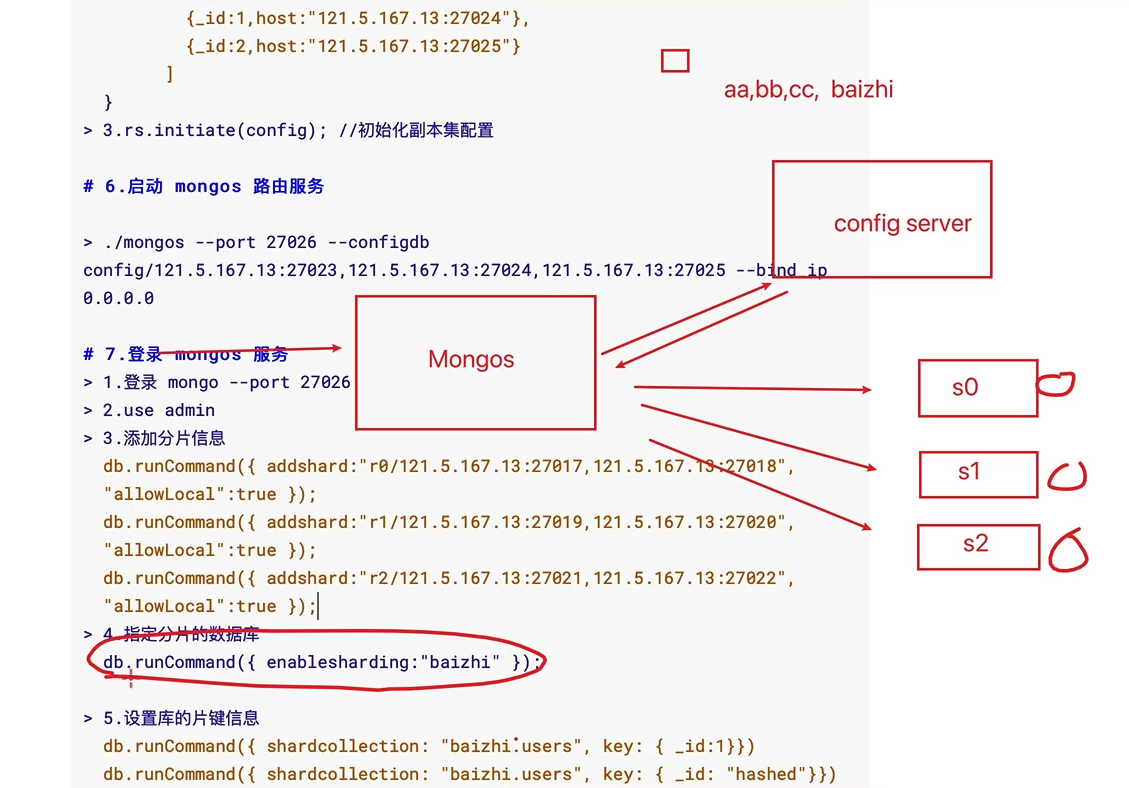 {_id:1,host:"121.5.167.13:27024"},
{_id:2,host:"121.5.167.13:27025"}
]
}
> 3.rs.initiate(config); //初始化副本集配置
aa,bb,cc, baizhi
# 6.启动 mongos 路由服务
> ./mongos --port 27026 --configdb
config/121.5.167.13:27023,121.5.167.13:27024,121.5.167.13:27025 --bind_ip
0.0.0.0
config server
# 7.登录 mongos 服务
> 1.登录 mongo --port 27026
> 2.use admin
> 3.添加分片信息
db.runCommand({ addshard:"r0/121.5.167.13:27017,121.5.167.13:27018",
"allowLocal":true });
db.runCommand({ addshard:"r1/121.5.167.13:27019,121.5.167.13:27020",
"allowLocal":true });
db.runCommand({ addshard:"r2/121.5.167.13:27021,121.5.167.13:27022",
"allowLocal":true });
Mongos
s0
s1
s2
> 4.指定分片的数据库
db.runCommand({ enablesharding:"baizhi" });
> 5.设置库的片键信息
db.runCommand({ shardcollection: "baizhi.users", key: { _id:1}})
db.runCommand({ shardcollection: "baizhi.users", key: { _id: "hashed"}})